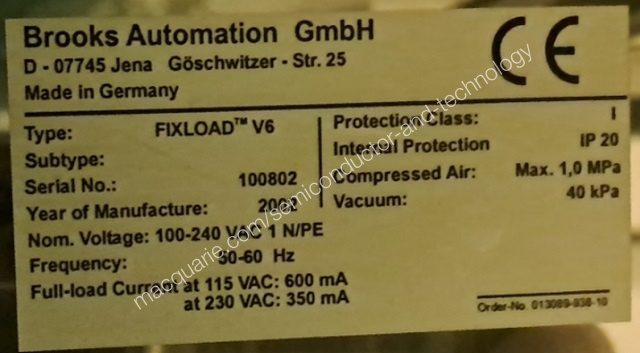 Brooks Automation GmbH
D - 07745 Jena Göschwitzer - Str. 25
Made in Germany
CE
Type: FIXLOAD™ V6
Subtype:
Serial No.: 100802
Year of Manufacture: 2002
Nom. Voltage: 100-240 VAC 1 N/PE
Frequency: 50-60 Hz
Full-load Current at 115 VAC: 600 mA
at 230 VAC: 350 mA
Protection Class: I
Internal Protection IP 20
Compressed Air: Max. 1,0 MPa
Vacuum: 40 kPa
Order-No. 013089-938-10
macquarie.com/semiconductor-and-technology